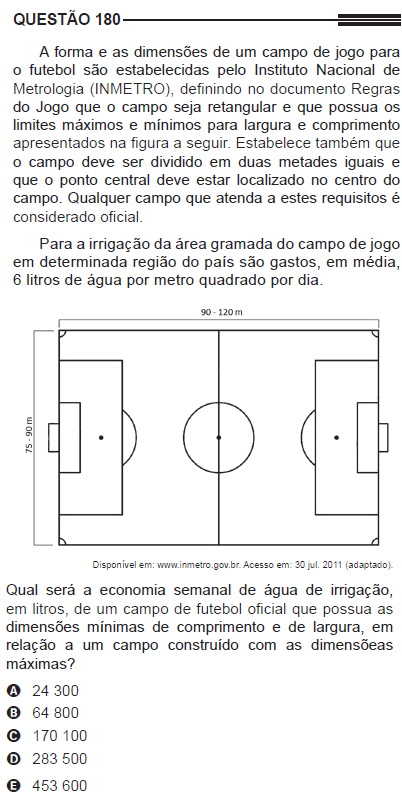 QUESTÃO 180
A forma e as dimensões de um campo de jogo para
o futebol são estabelecidas pelo Instituto Nacional de
Metrologia (INMETRO), definindo no documento Regras
do Jogo que o campo seja retangular e que possua os
limites máximos e mínimos para largura e comprimento
apresentados na figura a seguir. Estabelece também que
o campo deve ser dividido em duas metades iguais e
que o ponto central deve estar localizado no centro do
campo. Qualquer campo que atenda a estes requisitos é
considerado oficial.
Para a irrigação da área gramada do campo de jogo
em determinada região do país são gastos, em média,
6 litros de água por metro quadrado por dia.
90 - 120 m
75 - 90 m
Disponível em: www.inmetro.gov.br. Acesso em: 30 jul. 2011 (adaptado).
Qual será a economia semanal de água de irrigação,
em litros, de um campo de futebol oficial que possua as
dimensões mínimas de comprimento e de largura, em
relação a um campo construído com as dimensõeas
máximas?
A 24 300
B 64 800
C 170 100
D 283 500
E 453 600